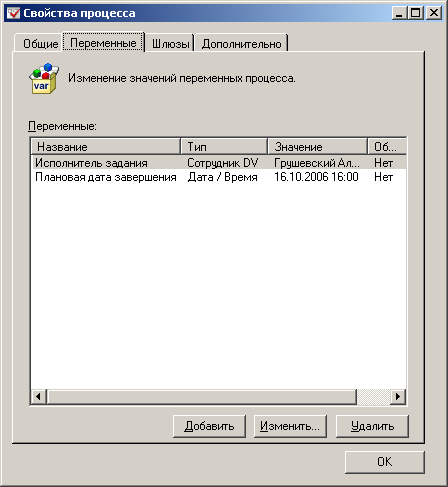 Свойства процесса
Общие Переменные Шлюзы Дополнительно
var Изменение значений переменных процесса.
Переменные:
Название Тип Значение Об...
Исполнитель задания Сотрудник DV Грушевский Ал... Нет
Плановая дата завершения Дата / Время 16.10.2006 16:00 Нет
Добавить Изменить... Удалить
OK